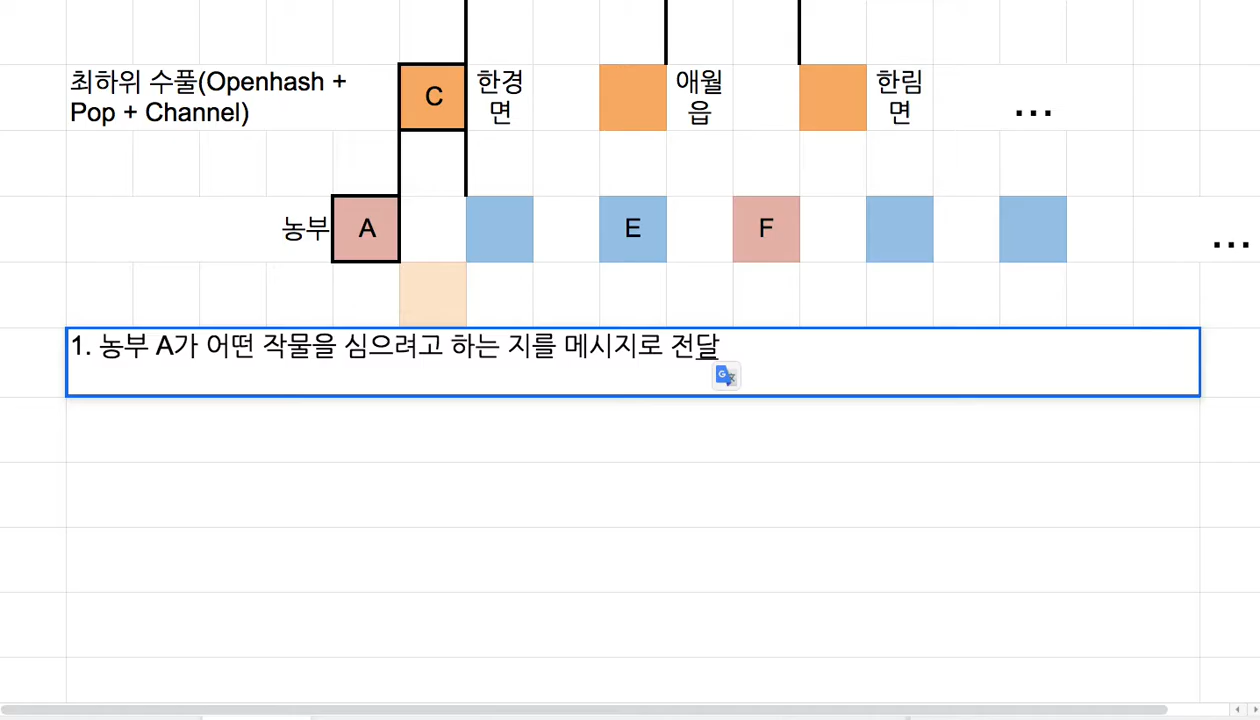 최하위 수풀(Openhash +
Pop + Channel)
C
한경
면
애월
읍
한림
면
...
농부
A
E
F
...
1. 농부 A가 어떤 작물을 심으려고 하는 지를 메시지로 전달